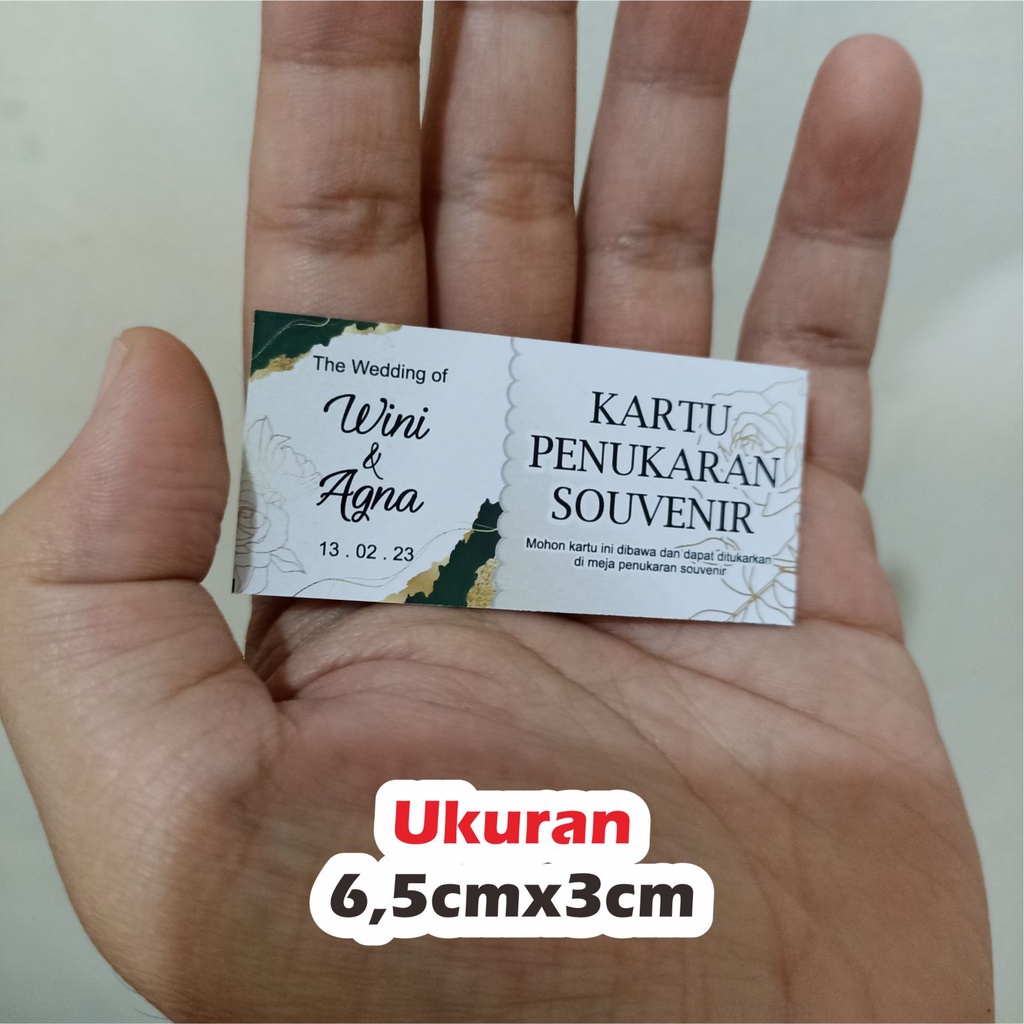 The Wedding of
Wini
&
Agna
13 . 02 . 23
KARTU
PENUKARAN
SOUVENIR
Mohon kartu ini dibawa dan dapat ditukarkan
di meja penukaran souvenir
Ukuran
6,5cmx3cm